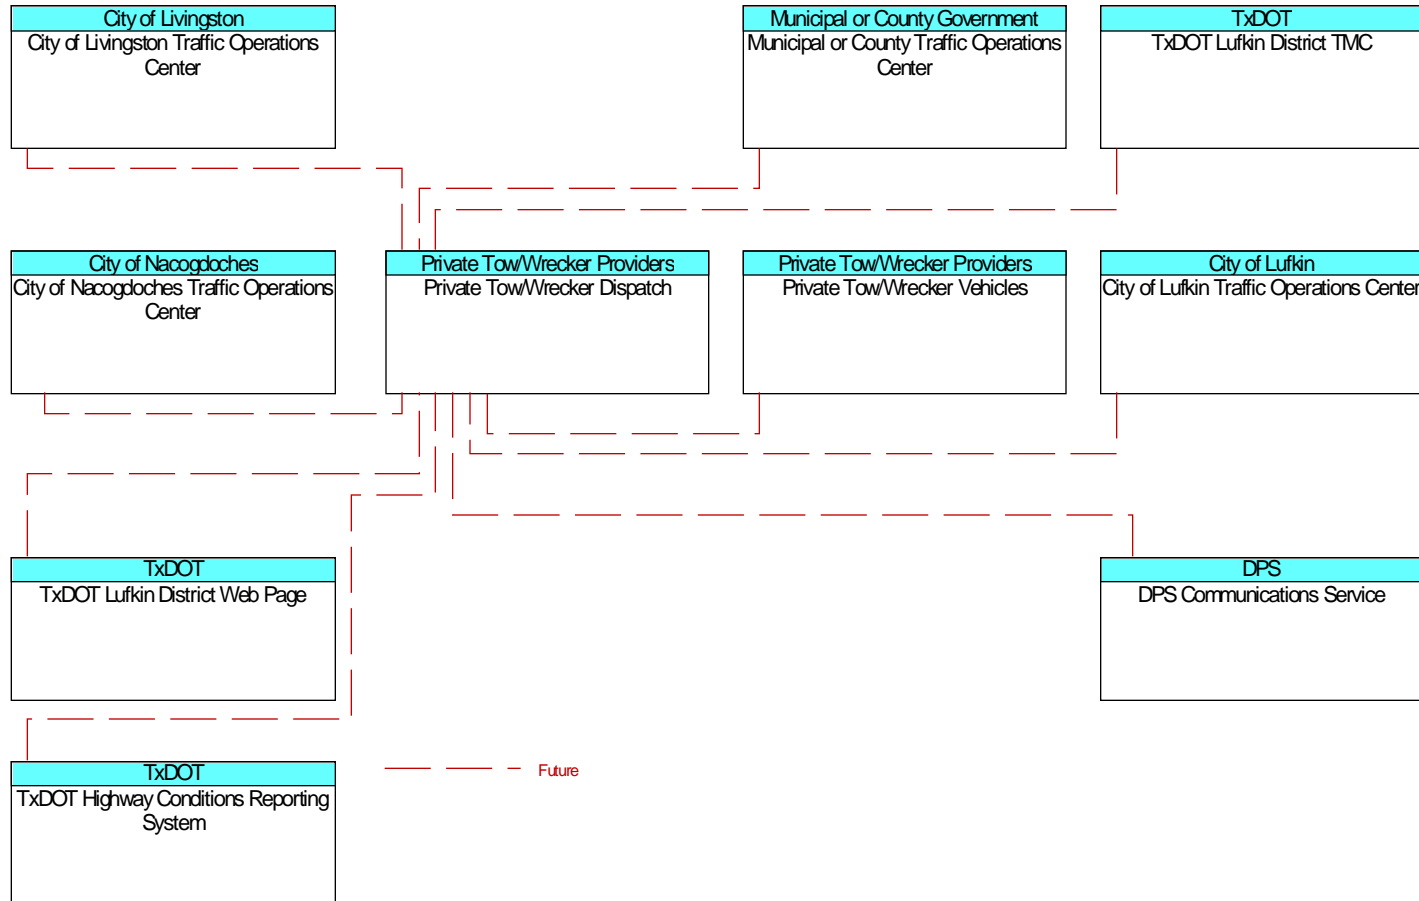 City of Livingston
City of Livingston Traffic Operations
Center
Municipal or County Government
Municipal or County Traffic Operations
Center
TxDOT
TxDOT Lufkin District TMC
City of Nacogdoches
City of Nacogdoches Traffic Operations
Center
Private Tow/Wrecker Providers
Private Tow/Wrecker Dispatch
Private Tow/Wrecker Providers
Private Tow/Wrecker Vehicles
City of Lufkin
City of Lufkin Traffic Operations Center
TxDOT
TxDOT Lufkin District Web Page
DPS
DPS Communications Service
TxDOT
TxDOT Highway Conditions Reporting
System
Future